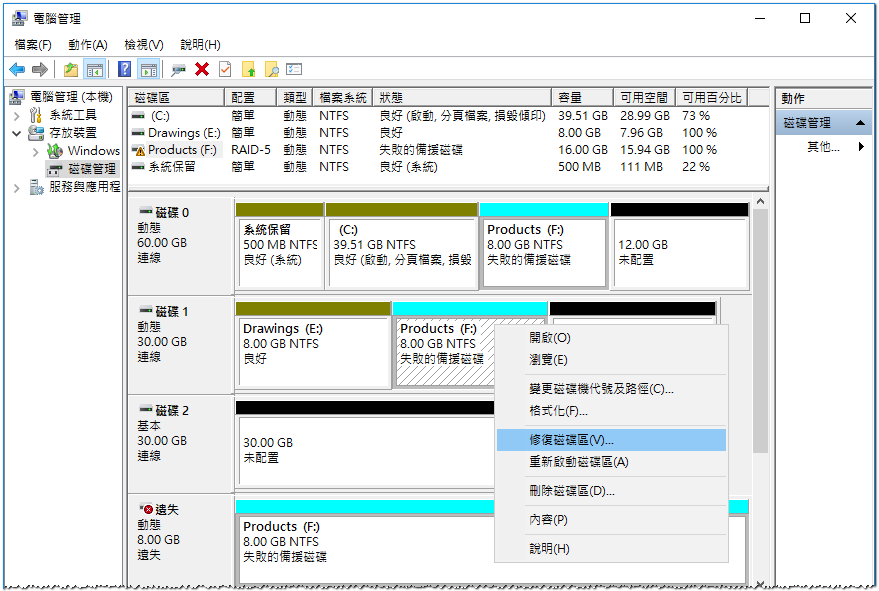 電腦管理
檔案(F) 動作(A) 檢視(V) 說明(H)
電腦管理 (本機)
系統工具
存放裝置
Windows
磁碟管理
服務與應用程
磁碟區 配置 類型 檔案系統 狀態 容量 可用空間 可用百分比
(C:) 簡單 動態 NTFS 良好 (啟動, 分頁檔案, 損毀傾印) 39.51 GB 28.99 GB 73 %
Drawings (E:) 簡單 動態 NTFS 良好 8.00 GB 7.96 GB 100 %
Products (F:) RAID-5 動態 NTFS 失敗的備援磁碟 16.00 GB 15.94 GB 100 %
系統保留 簡單 動態 NTFS 良好 (系統) 500 MB 111 MB 22 %
動作
磁碟管理
其他...
磁碟 0
動態
60.00 GB
連線
系統保留
500 MB NTFS
良好 (系統)
(C:)
39.51 GB NTFS
良好 (啟動, 分頁檔案, 損毀
Products (F:)
8.00 GB NTFS
失敗的備援磁碟
12.00 GB
未配置
磁碟 1
動態
30.00 GB
連線
Drawings (E:)
8.00 GB NTFS
良好
Products (F:)
8.00 GB NTFS
失敗的備援磁碟
磁碟 2
基本
30.00 GB
連線
30.00 GB
未配置
遺失
動態
8.00 GB
遺失
Products (F:)
8.00 GB NTFS
失敗的備援磁碟
開啟(O)
瀏覽(E)
變更磁碟機代號及路徑(C)...
格式化(F)...
修復磁碟區(V)...
重新啟動磁碟區(A)
刪除磁碟區(D)...
內容(P)
說明(H)